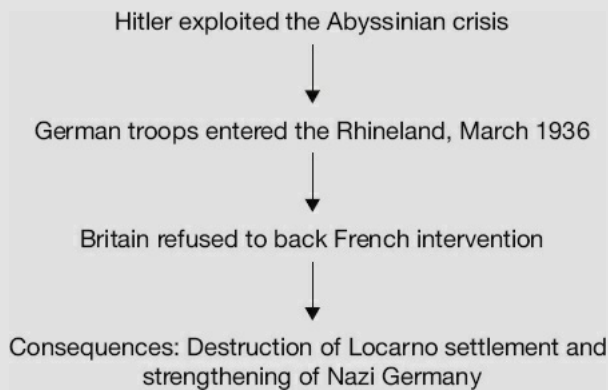 Hitler exploited the Abyssinian crisis
German troops entered the Rhineland, March 1936
Britain refused to back French intervention
Consequences: Destruction of Locarno settlement and
strengthening of Nazi Germany